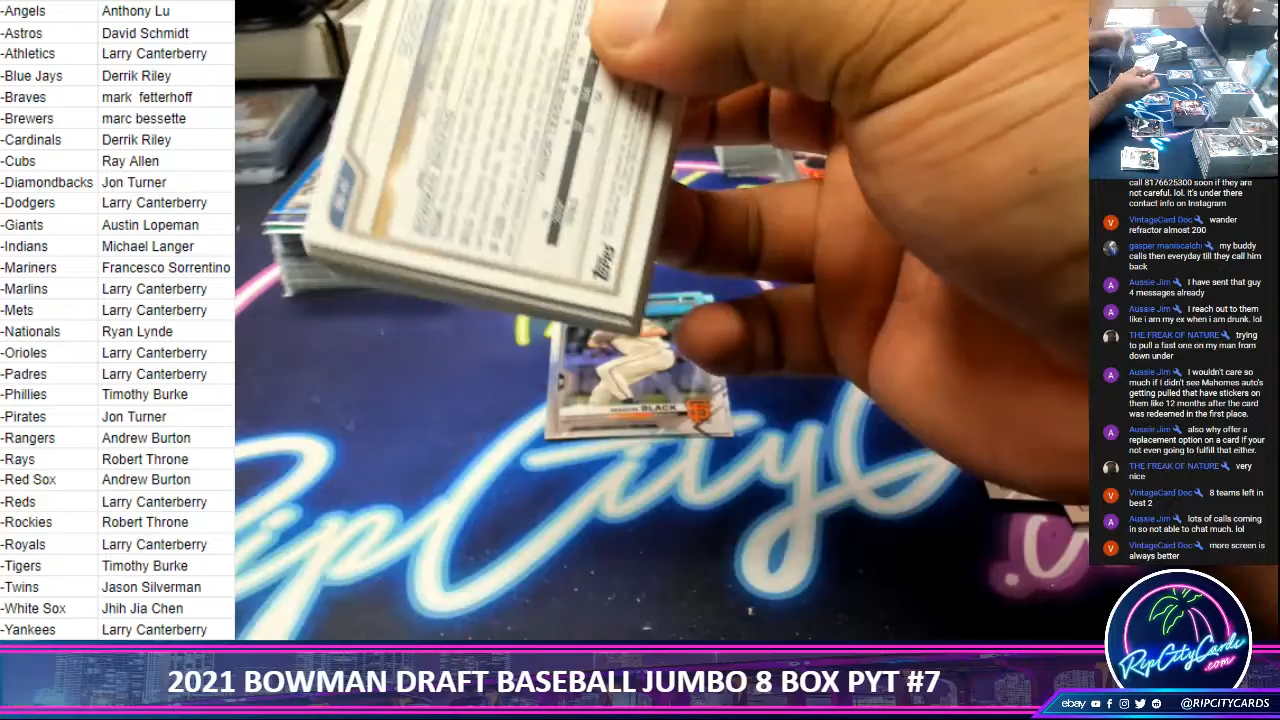 -Angels Anthony Lu
-Astros David Schmidt
-Athletics Larry Canterberry
-Blue Jays Derrik Riley
-Braves mark fetterhoff
-Brewers marc bessette
-Cardinals Derrik Riley
-Cubs Ray Allen
-Diamondbacks Jon Turner
-Dodgers Larry Canterberry
-Giants Austin Lopeman
-Indians Michael Langer
-Mariners Francesco Sorrentino
-Marlins Larry Canterberry
-Mets Larry Canterberry
-Nationals Ryan Lynde
-Orioles Larry Canterberry
-Padres Larry Canterberry
-Phillies Timothy Burke
-Pirates Jon Turner
-Rangers Andrew Burton
-Rays Robert Throne
-Red Sox Andrew Burton
-Reds Larry Canterberry
-Rockies Robert Throne
-Royals Larry Canterberry
-Tigers Timothy Burke
-Twins Jason Silverman
-White Sox Jhih Jia Chen
-Yankees Larry Canterberry
Topps
BLACK
RipCity
call 8176625300 soon if they are
not careful. lol. it's under there
contact info on Instagram
V VintageCard Doc wander
refractor almost 200
gasper maniscalchi my buddy
calls then everyday till they call him
back
A Aussie Jim I have sent that guy
4 messages already
A Aussie Jim I reach out to them
like i am my ex when i am drunk. lol
THE FREAK OF NATURE trying
to pull a fast one on my man from
down under
A Aussie Jim I wouldn't care so
much if I didn't see Mahomes auto's
getting pulled that have stickers on
them like 12 months after the card
was redeemed in the first place.
A Aussie Jim also why offer a
replacement option on a card if your
not even going to fulfill that either.
THE FREAK OF NATURE very
nice
V VintageCard Doc 8 teams left in
best 2
A Aussie Jim lots of calls coming
in so not able to chat much. lol
V VintageCard Doc more screen is
always better
RipCityCards
.com
2021 BOWMAN DRAFT BASEBALL JUMBO 8 BOX PYT #7
ebay @RIPCITYCARDS